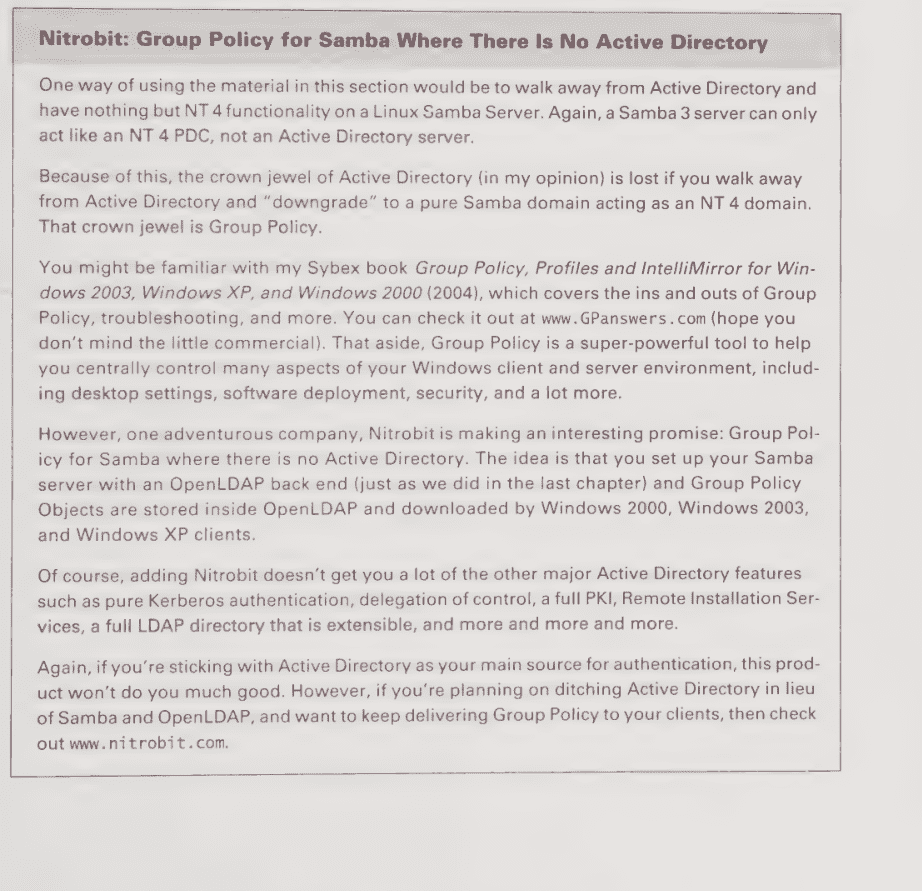 Nitrobit: Group Policy for Samba Where There Is No Active Directory
One way of using the material in this section would be to walk away from Active Directory and
have nothing but NT 4 functionality on a Linux Samba Server. Again, a Samba 3 server can only
act like an NT 4 PDC, not an Active Directory server.
Because of this, the crown jewel of Active Directory (in my opinion) is lost if you walk away
from Active Directory and “downgrade” to a pure Samba domain acting as an NT 4 domain.
That crown jewel is Group Policy.
You might be familiar with my Sybex book Group Policy, Profiles and IntelliMirror for Win-
dows 2003, Windows XP, and Windows 2000 (2004), which covers the ins and outs of Group
Policy, troubleshooting, and more. You can check it out at www.GPanswers.com (hope you
don’t mind the little commercial). That aside, Group Policy is a super-powerful tool to help
you centrally control many aspects of your Windows client and server environment, includ-
ing desktop settings, software deployment, security, and a lot more.
However, one adventurous company, Nitrobit is making an interesting promise: Group Pol-
icy for Samba where there is no Active Directory. The idea is that you set up your Samba
server with an OpenLDAP back end (just as we did in the last chapter) and Group Policy
Objects are stored inside OpenLDAP and downloaded by Windows 2000, Windows 2003,
and Windows XP clients.
Of course, adding Nitrobit doesn’t get you a lot of the other major Active Directory features
such as pure Kerberos authentication, delegation of control, a full PKI, Remote Installation Ser-
vices, a full LDAP directory that is extensible, and more and more and more.
Again, if you’re sticking with Active Directory as your main source for authentication, this prod-
uct won’t do you much good. However, if you’re planning on ditching Active Directory in lieu
of Samba and OpenLDAP, and want to keep delivering Group Policy to your clients, then check
out www.nitrobit.com.